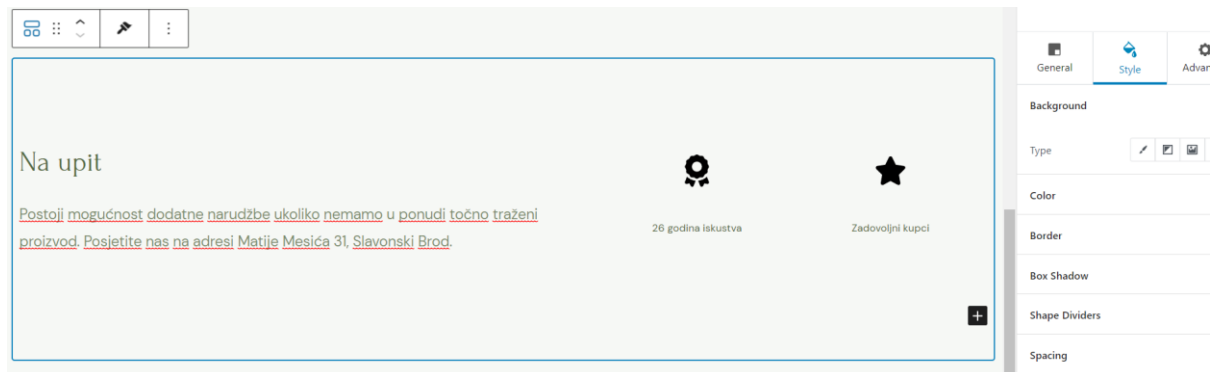 General
Style
Advan
Background
Type
Color
Border
Box Shadow
Shape Dividers
Spacing
Na upit
Postoji mogućnost dodatne narudžbe ukoliko nemamo u ponudi točno traženi
proizvod. Posjetite nas na adresi Matije Mesića 31, Slavonski Brod.
26 godina iskustva
Zadovoljni kupci